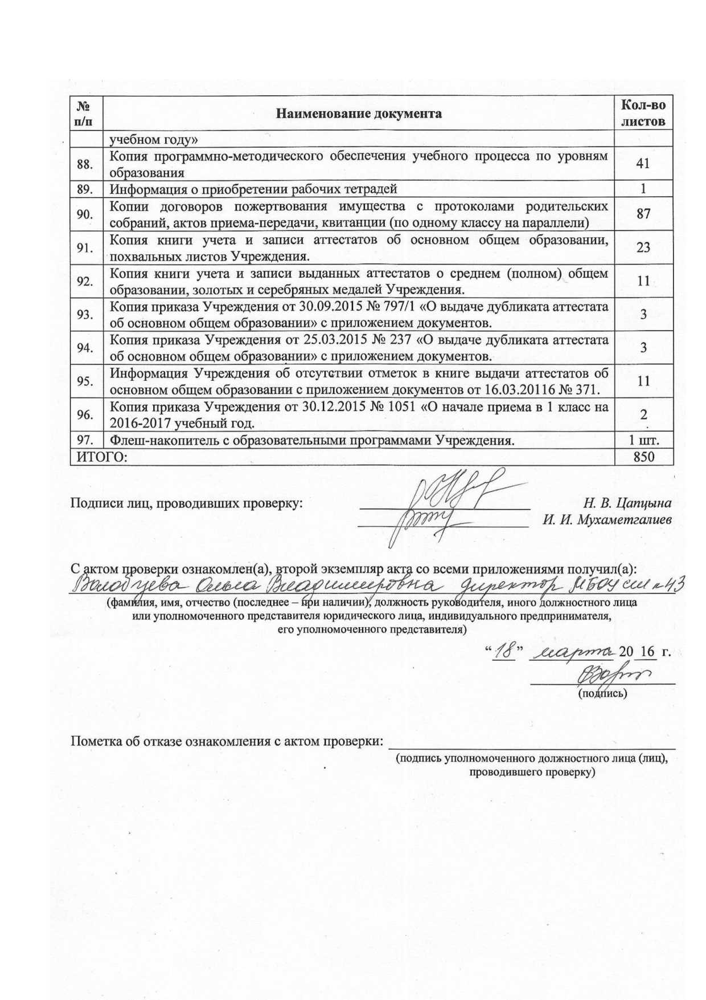 № п/п Наименование документа Кол-во листов
учебном году»
88. Копия программно-методического обеспечения учебного процесса по уровням
образования 41
89. Информация о приобретении рабочих тетрадей 1
90. Копии договоров пожертвования имущества с протоколами родительских
собраний, актов приема-передачи, квитанции (по одному классу на параллели) 87
91. Копия книги учета и записи аттестатов об основном общем образовании,
похвальных листов Учреждения. 23
92. Копия книги учета и записи выданных аттестатов о среднем (полном) общем
образовании, золотых и серебряных медалей Учреждения. 11
93. Копия приказа Учреждения от 30.09.2015 № 797/1 «О выдаче дубликата аттестата
об основном общем образовании» с приложением документов. 3
94. Копия приказа Учреждения от 25.03.2015 № 237 «О выдаче дубликата аттестата
об основном общем образовании» с приложением документов. 3
95. Информация Учреждения об отсутствии отметок в книге выдачи аттестатов об
основном общем образовании с приложением документов от 16.03.20116 № 371. 11
96. Копия приказа Учреждения от 30.12.2015 № 1051 «О начале приема в 1 класс на
2016-2017 учебный год. 2
97. Флеш-накопитель с образовательными программами Учреждения. 1 шт.
ИТОГО: 850
Подписи лиц, проводивших проверку: Н. В. Цапцына
И. И. Мухаметгалиев
С актом проверки ознакомлен(а), второй экземпляр акта со всеми приложениями получил(а):
Ольга Владимировна директор МБОУ сш №43
(фамилия, имя, отчество (последнее – при наличии), должность руководителя, иного должностного лица
или уполномоченного представителя юридического лица, индивидуального предпринимателя,
его уполномоченного представителя)
“18” марта 20 16 г.
(подпись)
Пометка об отказе ознакомления с актом проверки:
(подпись уполномоченного должностного лица (лиц),
проводившего проверку)